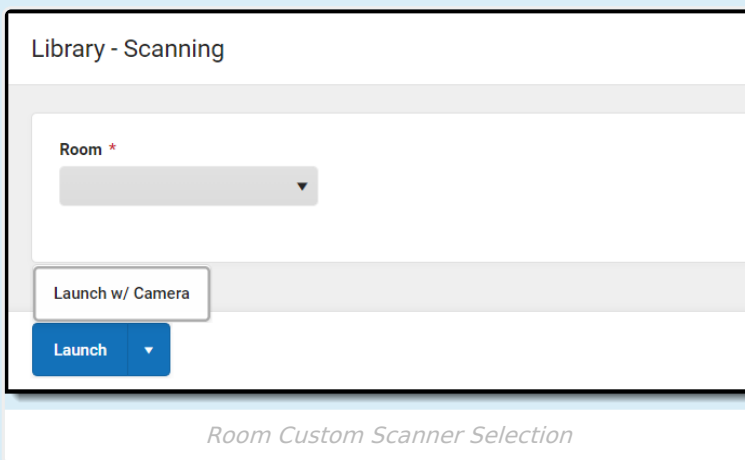 Library - Scanning
Room *
Launch w/ Camera
Launch
Room Custom Scanner Selection